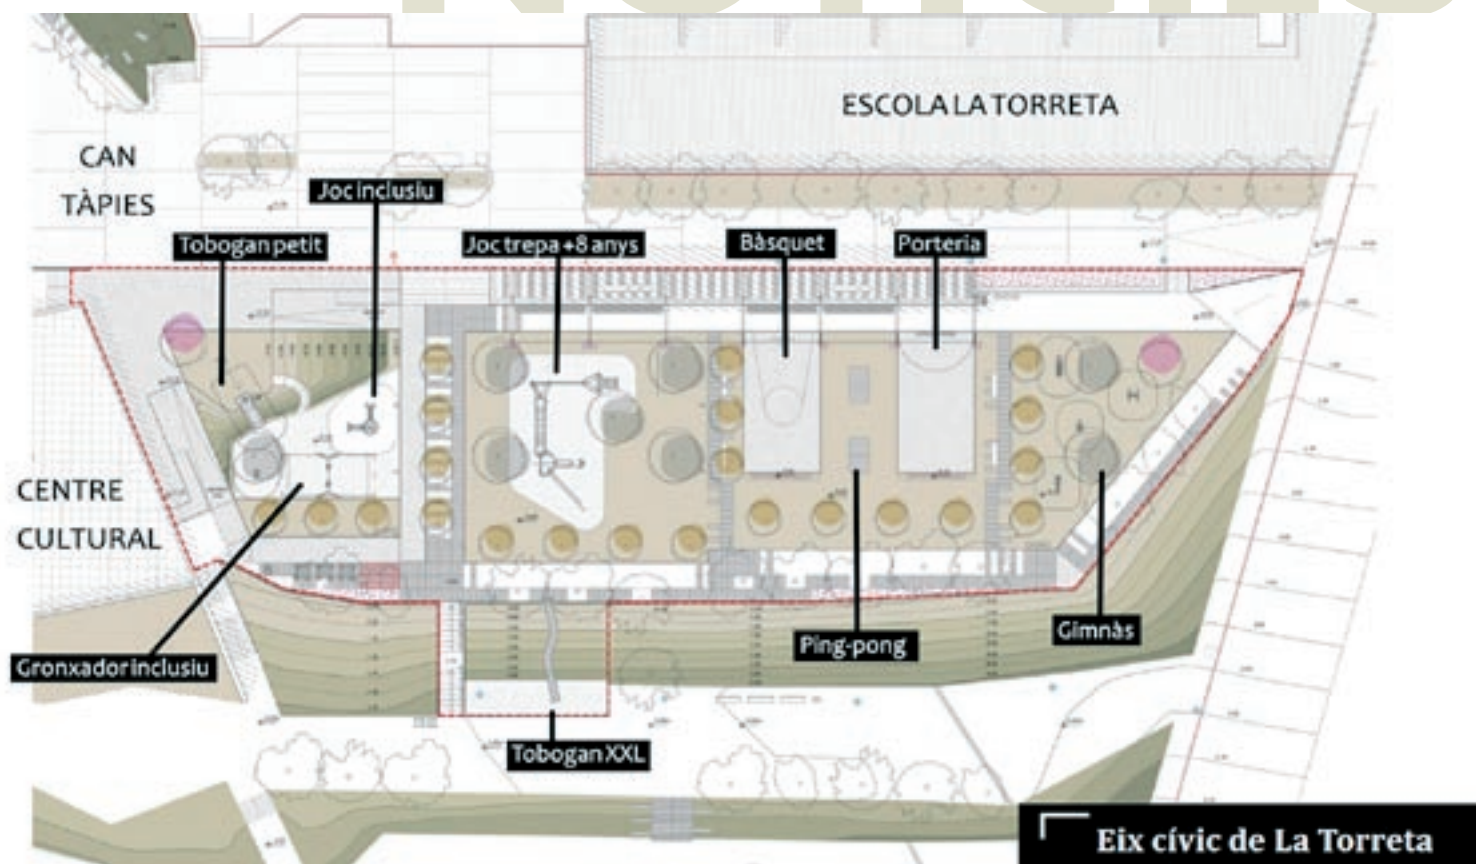 Notícies
ESCOLA LA TORRETA
CAN
TÀPIES
Joc inclusiu
Tobogan petit
Joc trepa +8 anys
Bàsquet
Porteria
CENTRE
CULTURAL
Gronxador inclusiu
Ping-pong
Gimnàs
Tobogan XXL
Eix cívic de La Torreta